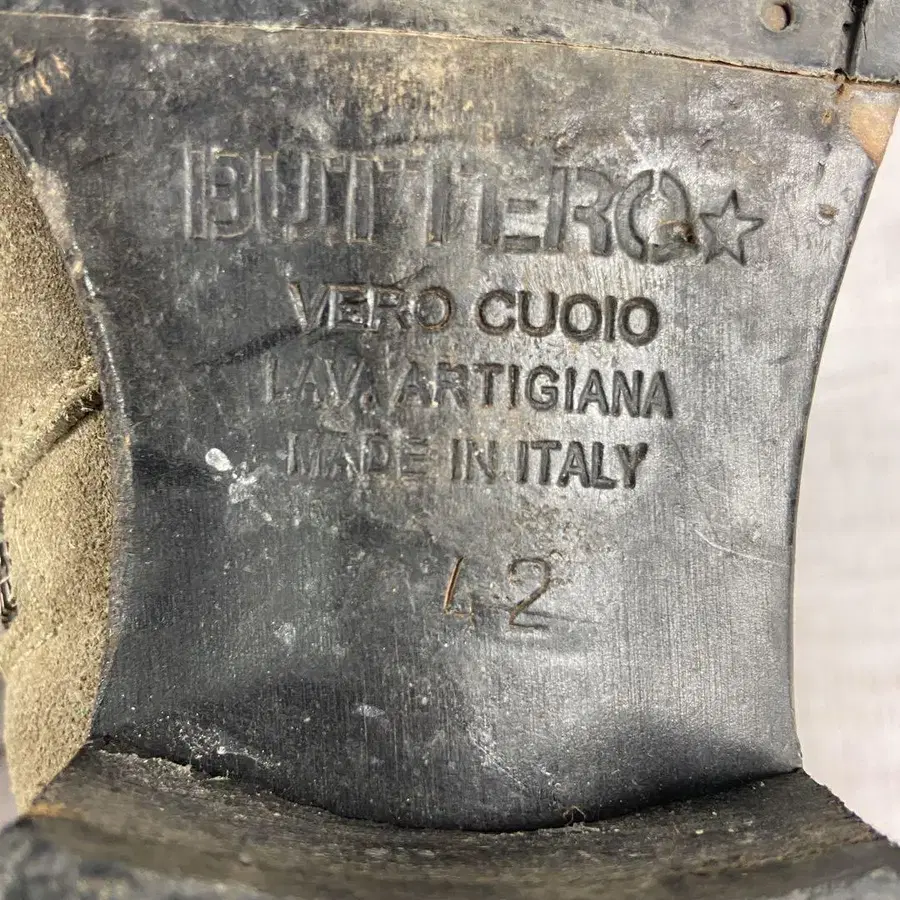 BUTTERO
VERO CUOIO
LAV. ARTIGIANA
MADE IN ITALY
42